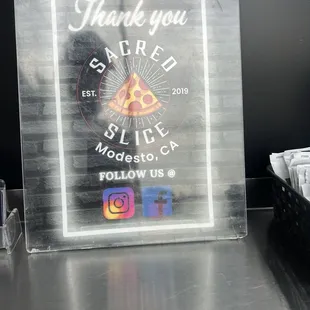 Thank you
SACRED
EST. 2019
SLICE
Modesto, CA
FOLLOW US @